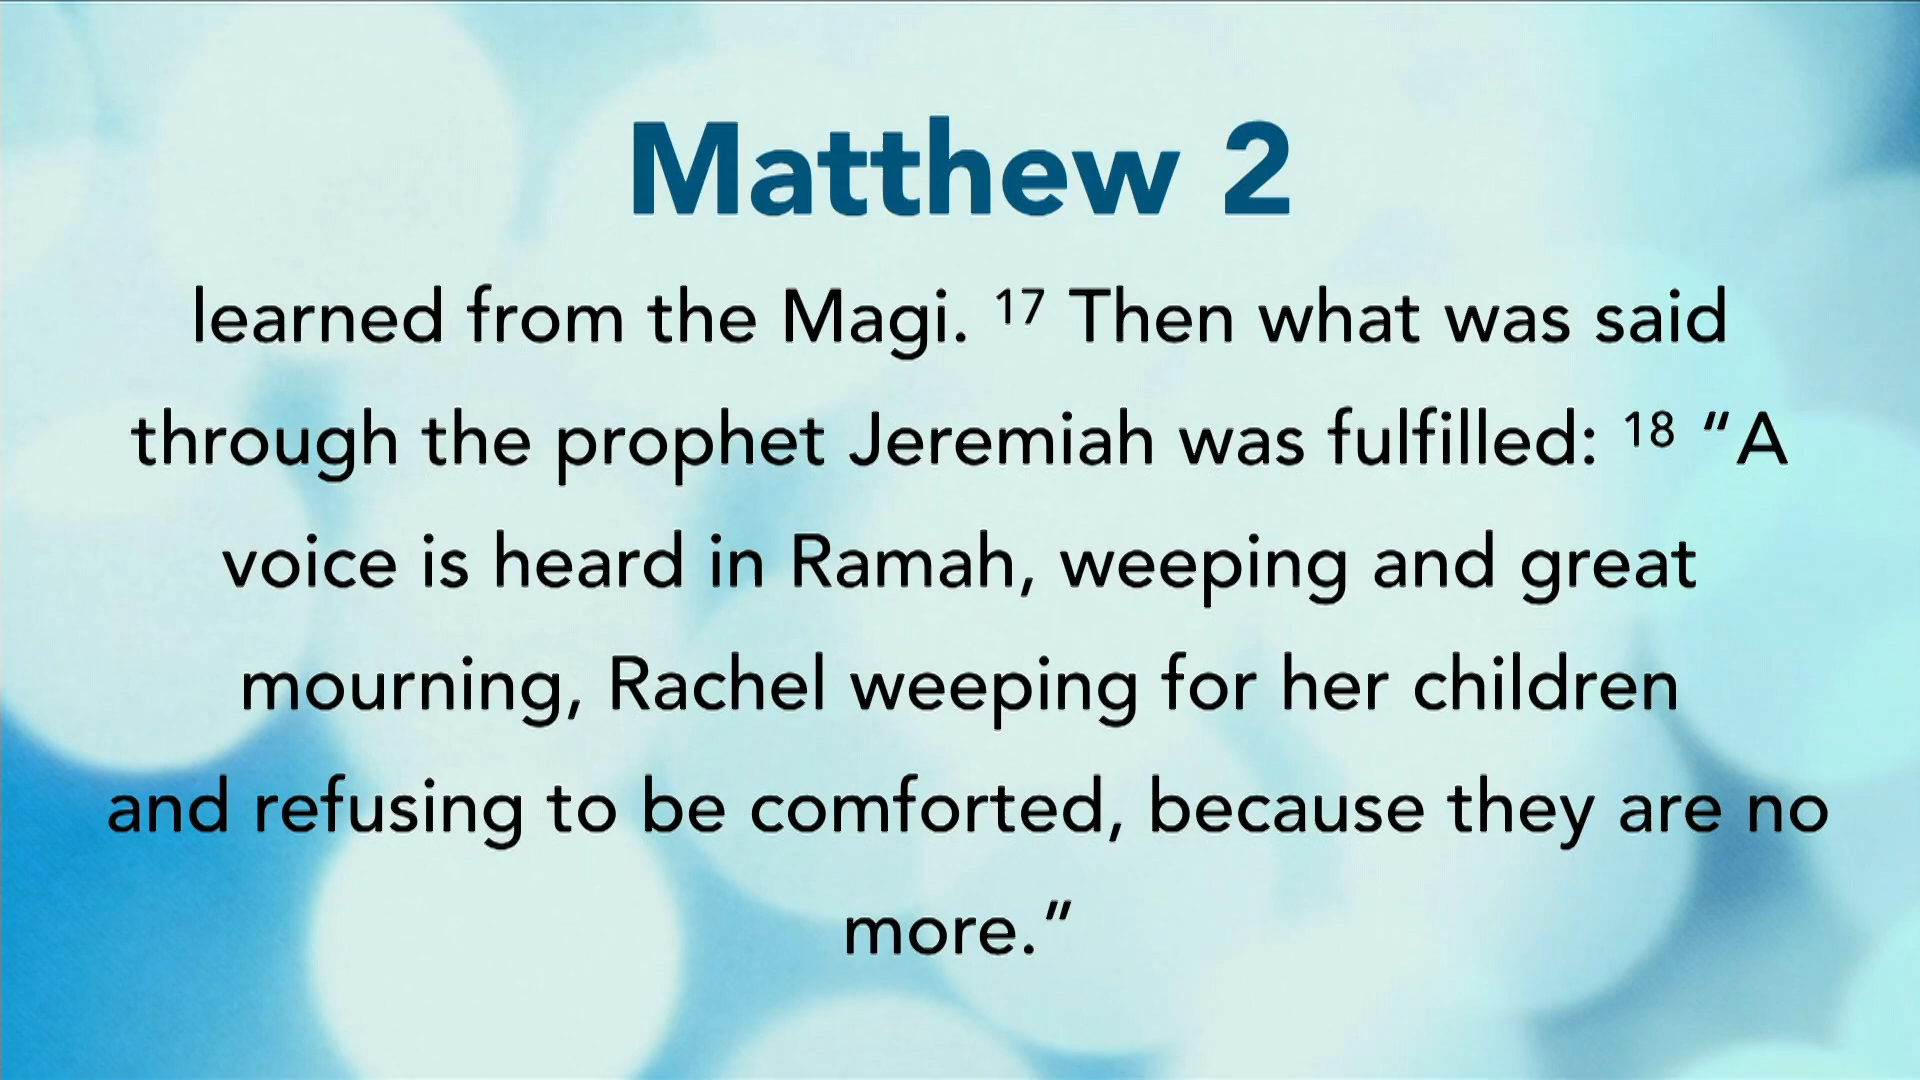 Matthew 2
learned from the Magi. ¹⁷ Then what was said
through the prophet Jeremiah was fulfilled: ¹⁸ “A
voice is heard in Ramah, weeping and great
mourning, Rachel weeping for her children
and refusing to be comforted, because they are no
more.”